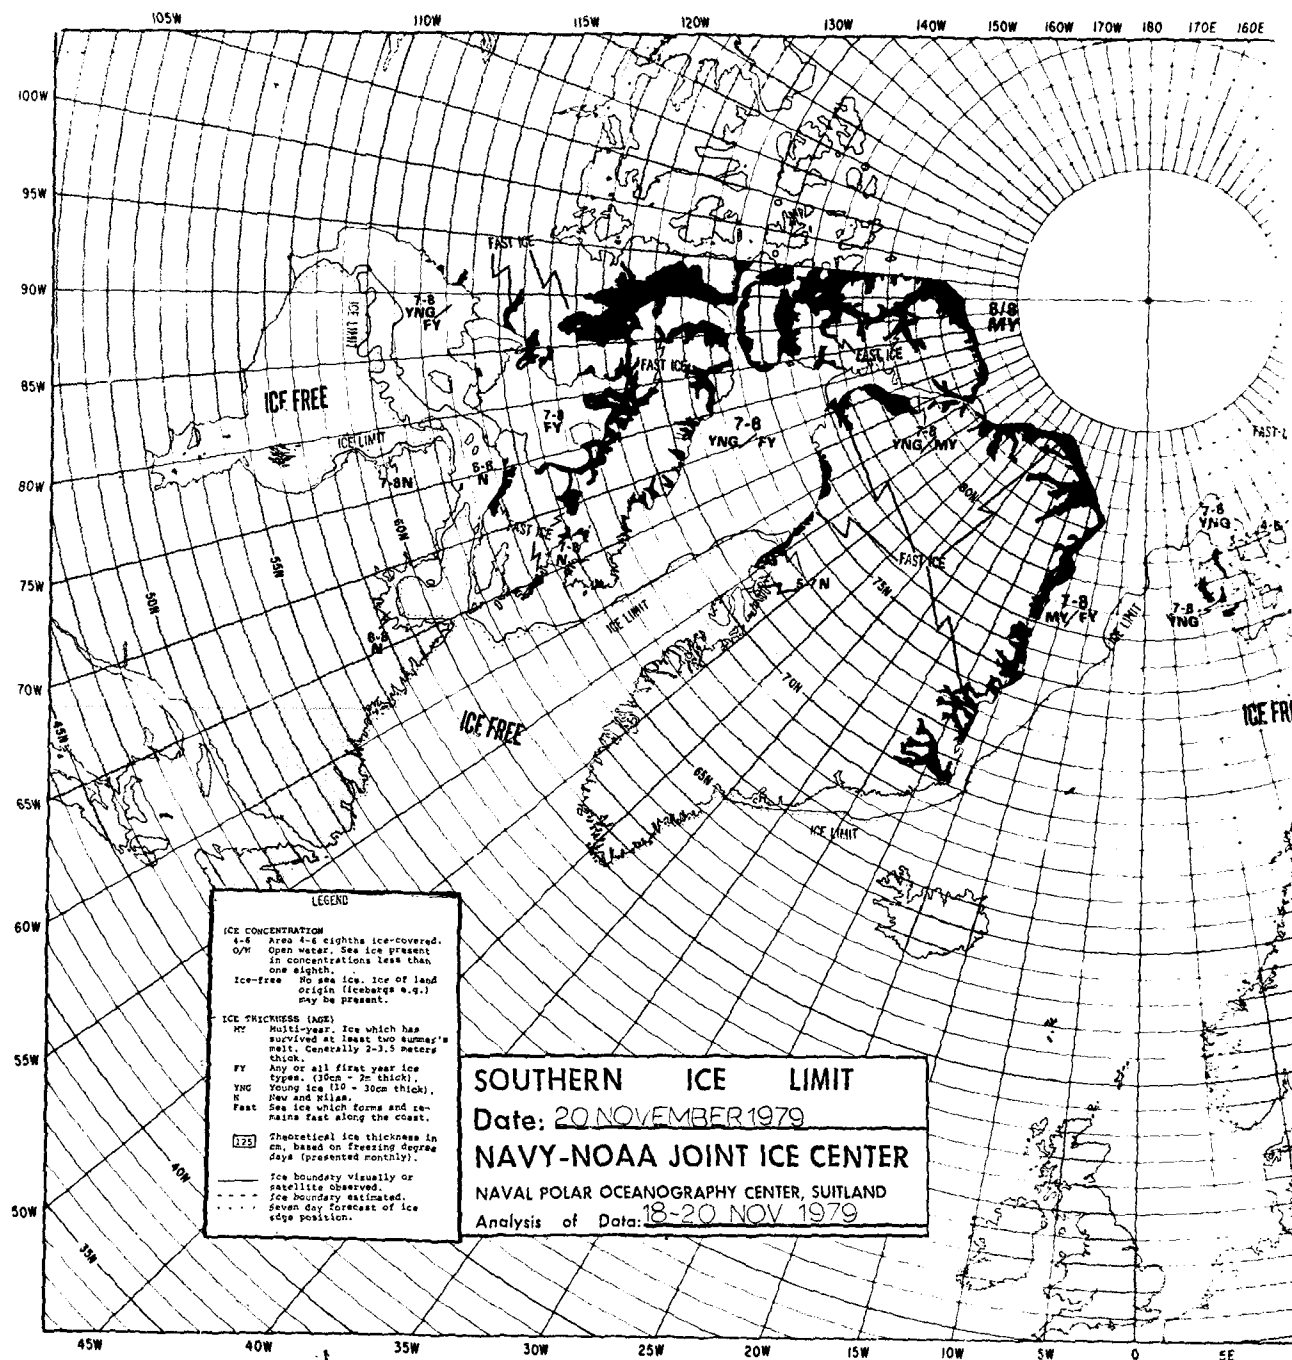 105W 110W 115W 120W 130W 140W 150W 160W 170W 180 170E 160E
100W
95W
90W
85W
80W
75W
70W
65W
60W
55W
50W
45W 40W 35W 30W 25W 20W 15W 10W 5W 0 5E
FAST ICE
7-8
YNG
FY
ICE LIMIT
8/8
MY
FAST ICE
FAST ICE
ICE FREE
7-8
FY
7-8
YNG FY
7-8
YNG MY
ICE LIMIT
7-8N
N
80N
7-8
YNG
60N
FAST ICE
7-8
N
55N
FAST ICE
5-7N
75N
50N
ICE LIMIT
7-8
MY FY
ICE LIMIT
7-8
YNG
N
70N
ICE FREE
45N
65N
ICE LIMIT
40N
35N
LEGEND
ICE CONCENTRATION
4-6 Area 4-6 eighths ice-covered.
O/W Open water. Sea ice present
in concentrations less than
one eighth.
Ice-free No sea ice. Ice of land
origin (icebergs e.g.)
may be present.
ICE THICKNESS (AGE)
MY Multi-year. Ice which has
survived at least two summer's
melt. Generally 2-3.5 meters
thick.
FY Any or all first year ice
types. (30cm - 2m thick).
YNG Young ice (10 - 30cm thick).
N New and Nilas.
Fast Sea ice which forms and re-
mains fast along the coast.
125 Theoretical ice thickness in
cm, based on freezing degree
days (presented monthly).
Ice boundary visually or
satellite observed.
Ice boundary estimated.
Seven day forecast of ice
edge position.
SOUTHERN ICE LIMIT
Date: 20 NOVEMBER 1979
NAVY-NOAA JOINT ICE CENTER
NAVAL POLAR OCEANOGRAPHY CENTER, SUITLAND
Analysis of Data: 18-20 NOV 1979